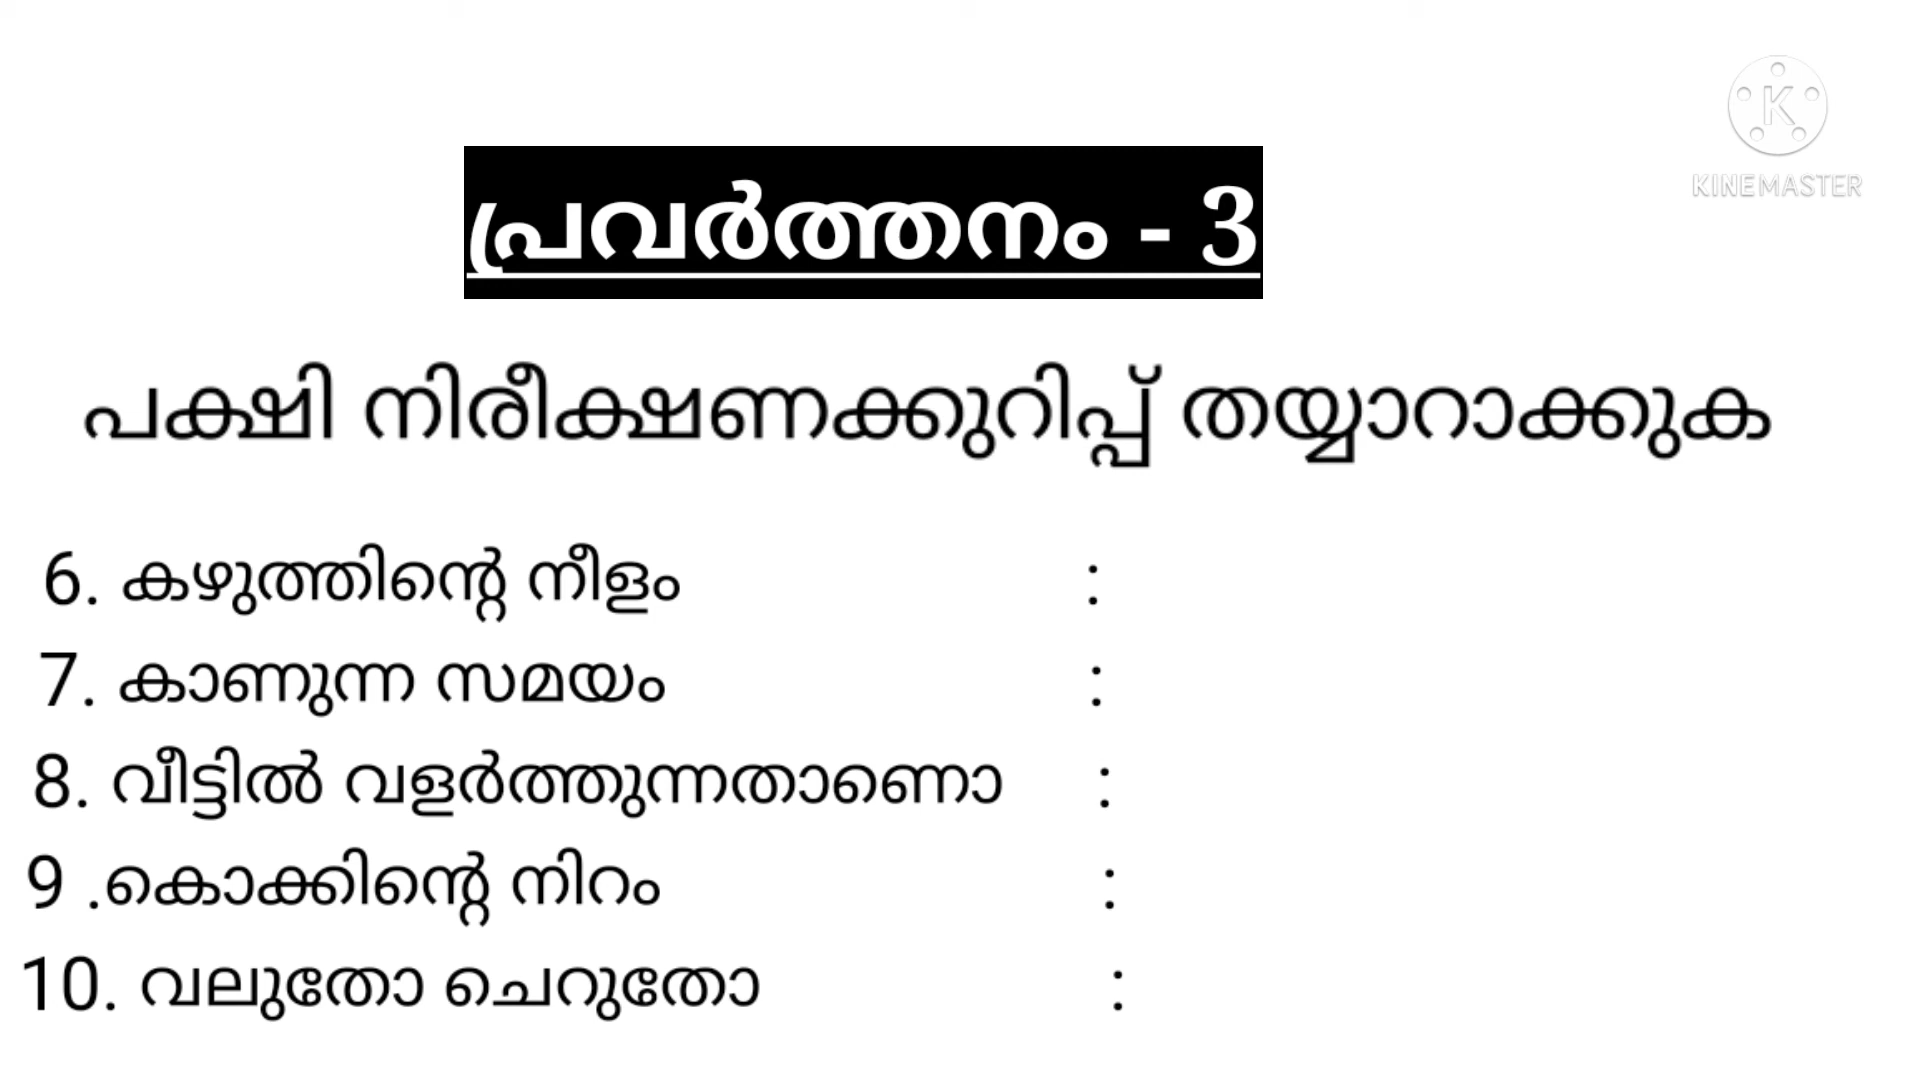 KINEMASTER
പ്രവർത്തനം - 3
പക്ഷി നിരീക്ഷണക്കുറിപ്പ് തയ്യാറാക്കുക
6. കഴുത്തിന്റെ നീളം :
7. കാണുന്ന സമയം :
8. വീട്ടിൽ വളർത്തുന്നതാണൊ :
9 .കൊക്കിന്റെ നിറം :
10. വലുതോ ചെറുതോ :